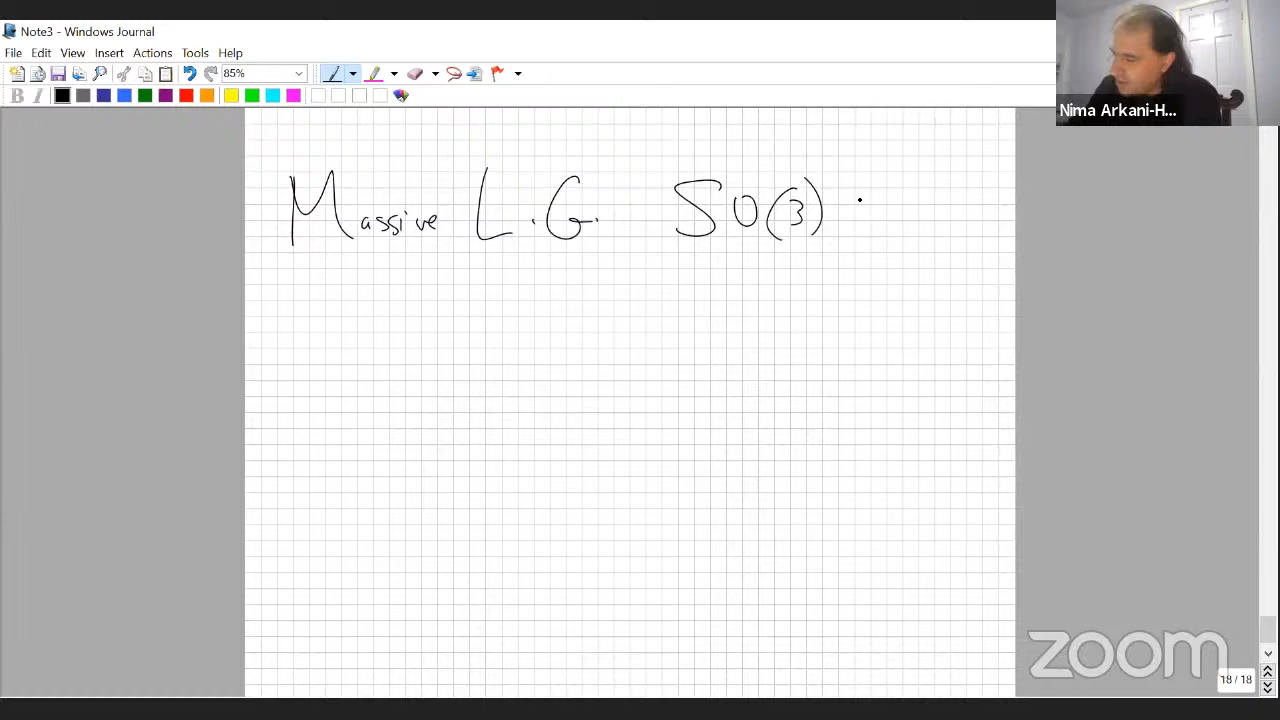 Note3 - Windows Journal
File Edit View Insert Actions Tools Help
85%
B I
Nima Arkani-H...
Massive L.G. SO(3)
zoom
18 / 18